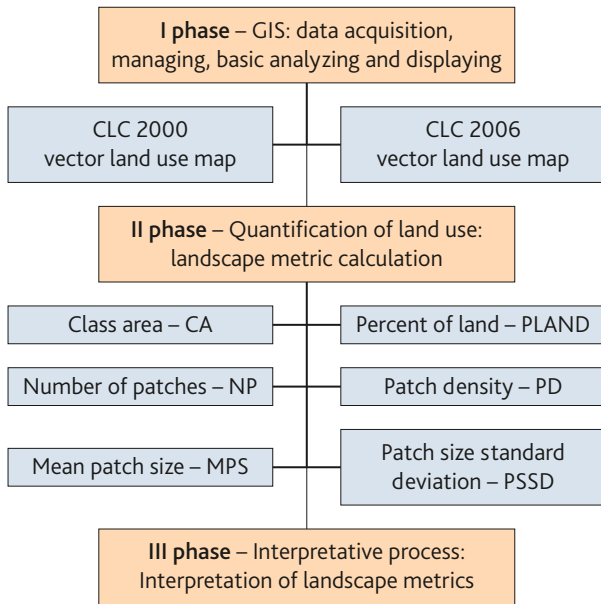 I phase – GIS: data acquisition,
managing, basic analyzing and displaying
CLC 2000
vector land use map
CLC 2006
vector land use map
II phase – Quantification of land use:
landscape metric calculation
Class area – CA
Percent of land – PLAND
Number of patches – NP
Patch density – PD
Mean patch size – MPS
Patch size standard
deviation – PSSD
III phase – Interpretative process:
Interpretation of landscape metrics